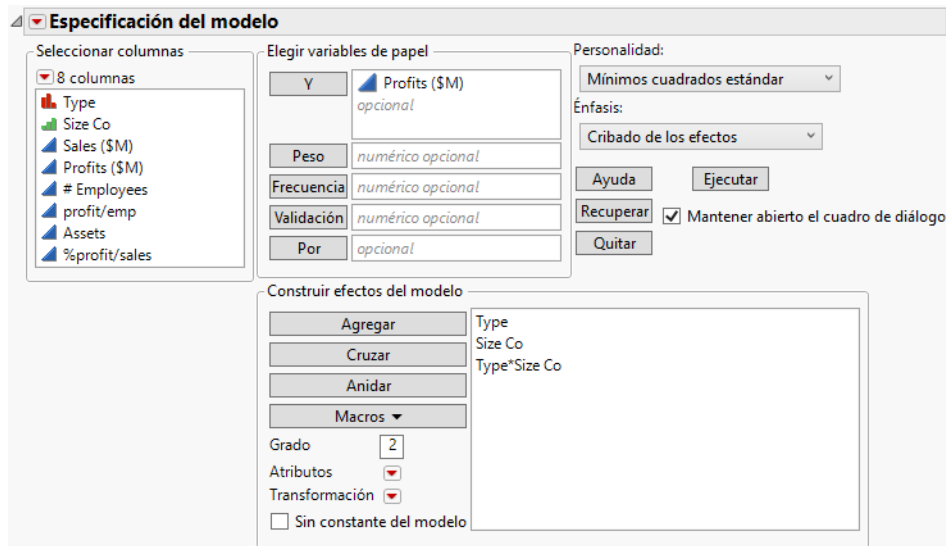 Especificación del modelo
Seleccionar columnas
8 columnas
Type
Size Co
Sales ($M)
Profits ($M)
# Employees
profit/emp
Assets
%profit/sales
Elegir variables de papel
Y
Profits ($M)
opcional
Peso
numérico opcional
Frecuencia
numérico opcional
Validación
numérico opcional
Por
opcional
Personalidad:
Mínimos cuadrados estándar
Énfasis:
Cribado de los efectos
Ayuda
Ejecutar
Recuperar
Mantener abierto el cuadro de diálogo
Quitar
Construir efectos del modelo
Agregar
Cruzar
Anidar
Macros
Grado
2
Atributos
Transformación
Sin constante del modelo
Type
Size Co
Type*Size Co